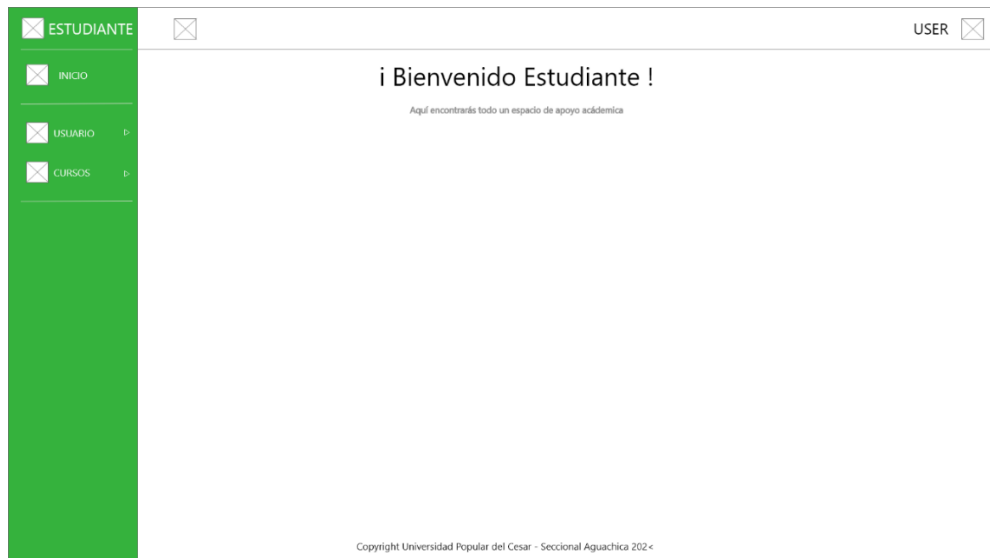 ESTUDIANTE
USER
INICIO
USUARIO
CURSOS
¡ Bienvenido Estudiante !
Aquí encontrarás todo un espacio de apoyo acádemica
Copyright Universidad Popular del Cesar - Seccional Aguachica 202<